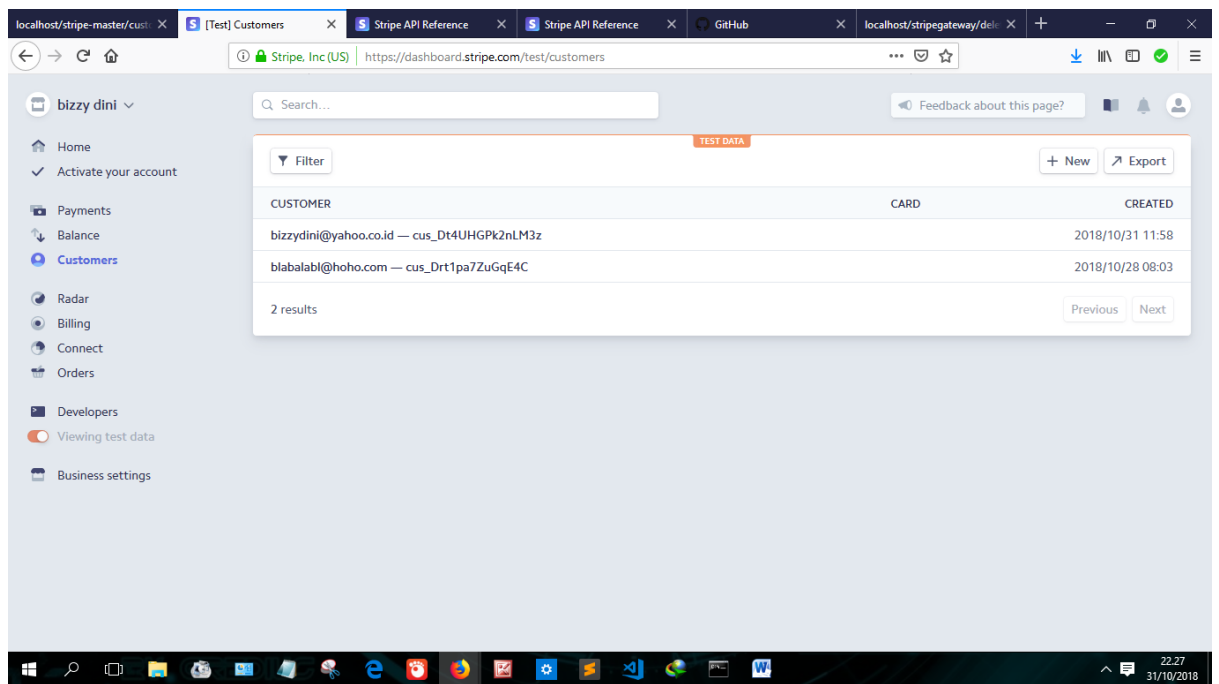 localhost/stripe-master/custo
[Test] Customers
Stripe API Reference
Stripe API Reference
GitHub
localhost/stripegateway/dele
Stripe, Inc (US)
https://dashboard.stripe.com/test/customers
bizzy dini
Search...
Feedback about this page?
Home
Activate your account
Payments
Balance
Customers
Radar
Billing
Connect
Orders
Developers
Viewing test data
Business settings
TEST DATA
Filter
+ New
Export
CUSTOMER CARD CREATED
bizzydini@yahoo.co.id — cus_Dt4UHGPk2nLM3z 2018/10/31 11:58
blabalabl@hoho.com — cus_Drt1pa7ZuGqE4C 2018/10/28 08:03
2 results
Previous
Next
22.27
31/10/2018